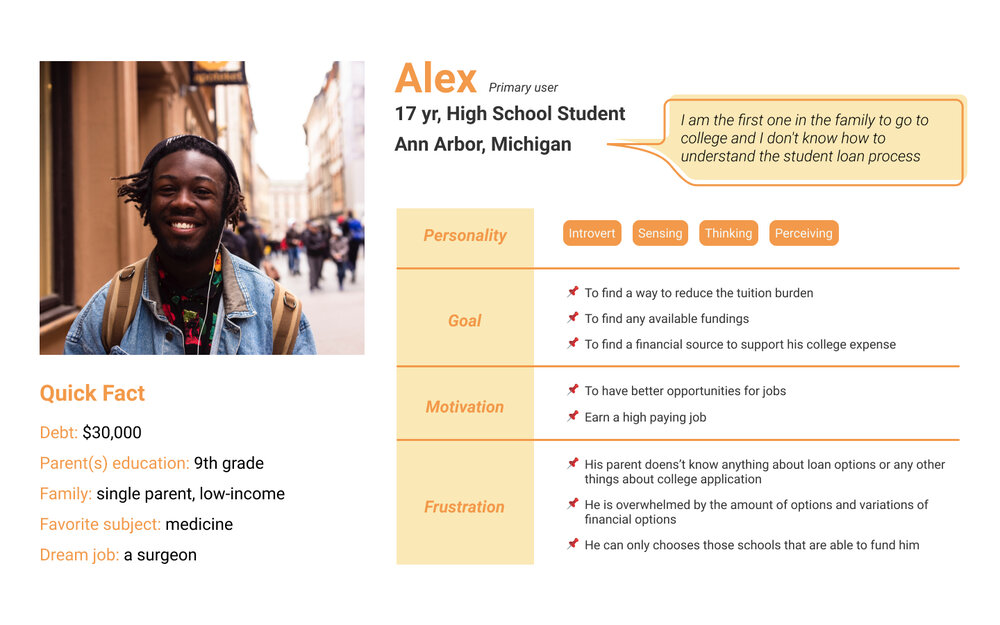 Alex Primary user
17 yr, High School Student
Ann Arbor, Michigan
I am the first one in the family to go to
college and I don't know how to
understand the student loan process
Personality
Introvert Sensing Thinking Perceiving
Goal
To find a way to reduce the tuition burden
To find any available fundings
To find a financial source to support his college expense
Motivation
To have better opportunities for jobs
Earn a high paying job
Frustration
His parent doens't know anything about loan options or any other
things about college application
He is overwhelmed by the amount of options and variations of
financial options
He can only chooses those schools that are able to fund him
Quick Fact
Debt: $30,000
Parent(s) education: 9th grade
Family: single parent, low-income
Favorite subject: medicine
Dream job: a surgeon